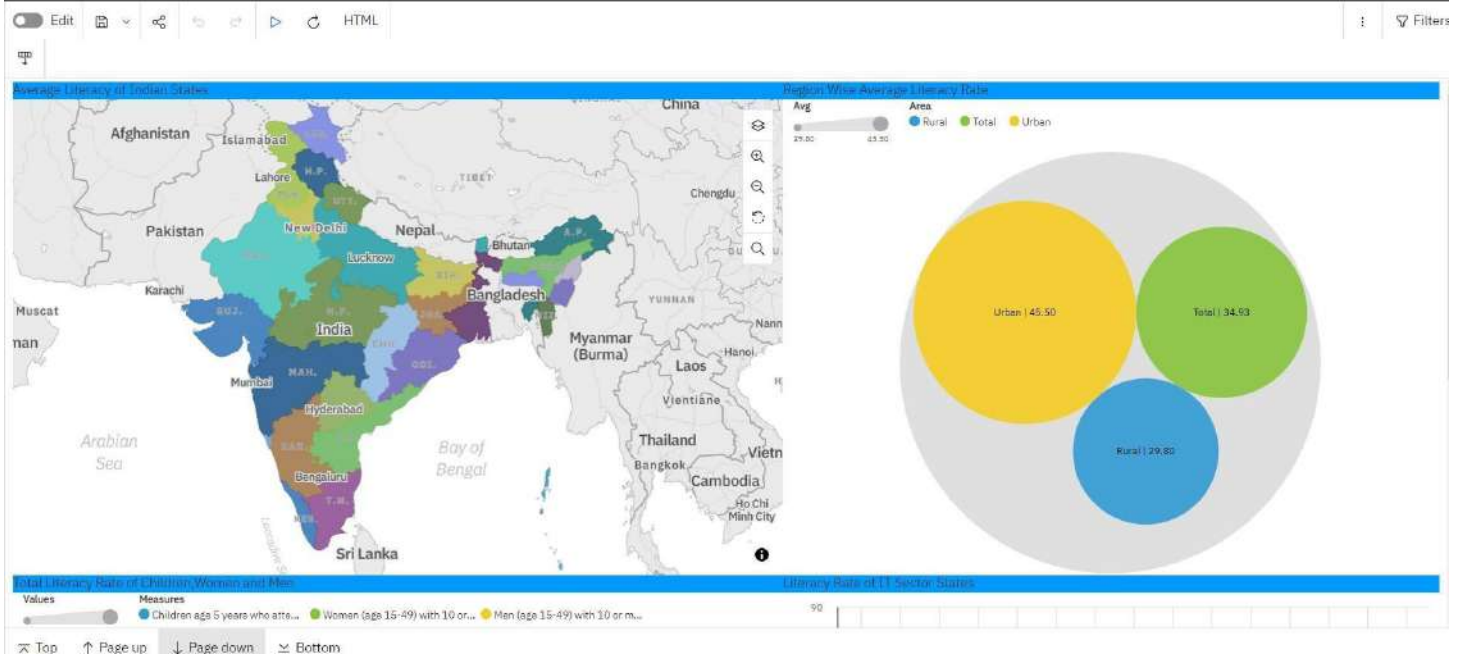 Edit
HTML
Filters
Average Literacy of Indian States
Region Wise Average Literacy Rate
China
Afghanistan
Islamabad
Lahore
H.P.
TIBET
Chengdu
UTT.
New Delhi
Pakistan
Nepal
Bhutan
A.P.
Lucknow
Karachi
Bangladesh
YUNNAN
GUJ.
M.P.
India
Muscat
Myanmar
(Burma)
Hanoi
Laos
MAH.
Mumbai
ODI.
Vientiane
Hyderabad
Arabian
Sea
Bay of
Bengal
Thailand
Bangkok
Bengaluru
Cambodia
T.N.
Ho Chi
Minh City
Sri Lanka
Avg
29.80 45.50
Area
Rural Total Urban
Urban | 45.50
Total | 34.93
Rural | 29.80
Total Literacy Rate of Children,Women and Men
Literacy Rate of IT Sector States
Values
Measures
Children age 5 years who atte... Women (age 15-49) with 10 or... Men (age 15-49) with 10 or m...
90
Top Page up Page down Bottom